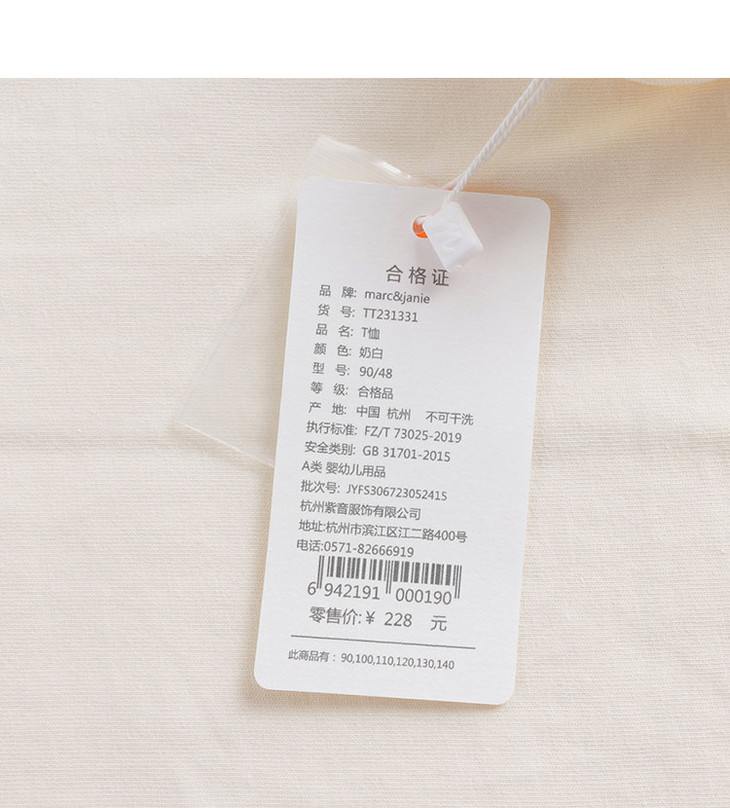 合格证
品 牌: marc&janie
货 号: TT231331
品 名: T恤
颜 色: 奶白
型 号: 90/48
等 级: 合格品
产 地: 中国 杭州 不可干洗
执行标准: FZ/T 73025-2019
安全类别: GB 31701-2015
A类 婴幼儿用品
批次号: JYFS30672305241S
杭州紫音服饰有限公司
地址:杭州市滨江区江二路400号
电话:0571-82666919
6 942191 000190
零售价:¥ 228 元
此商品有: 90,100,110,120,130,140